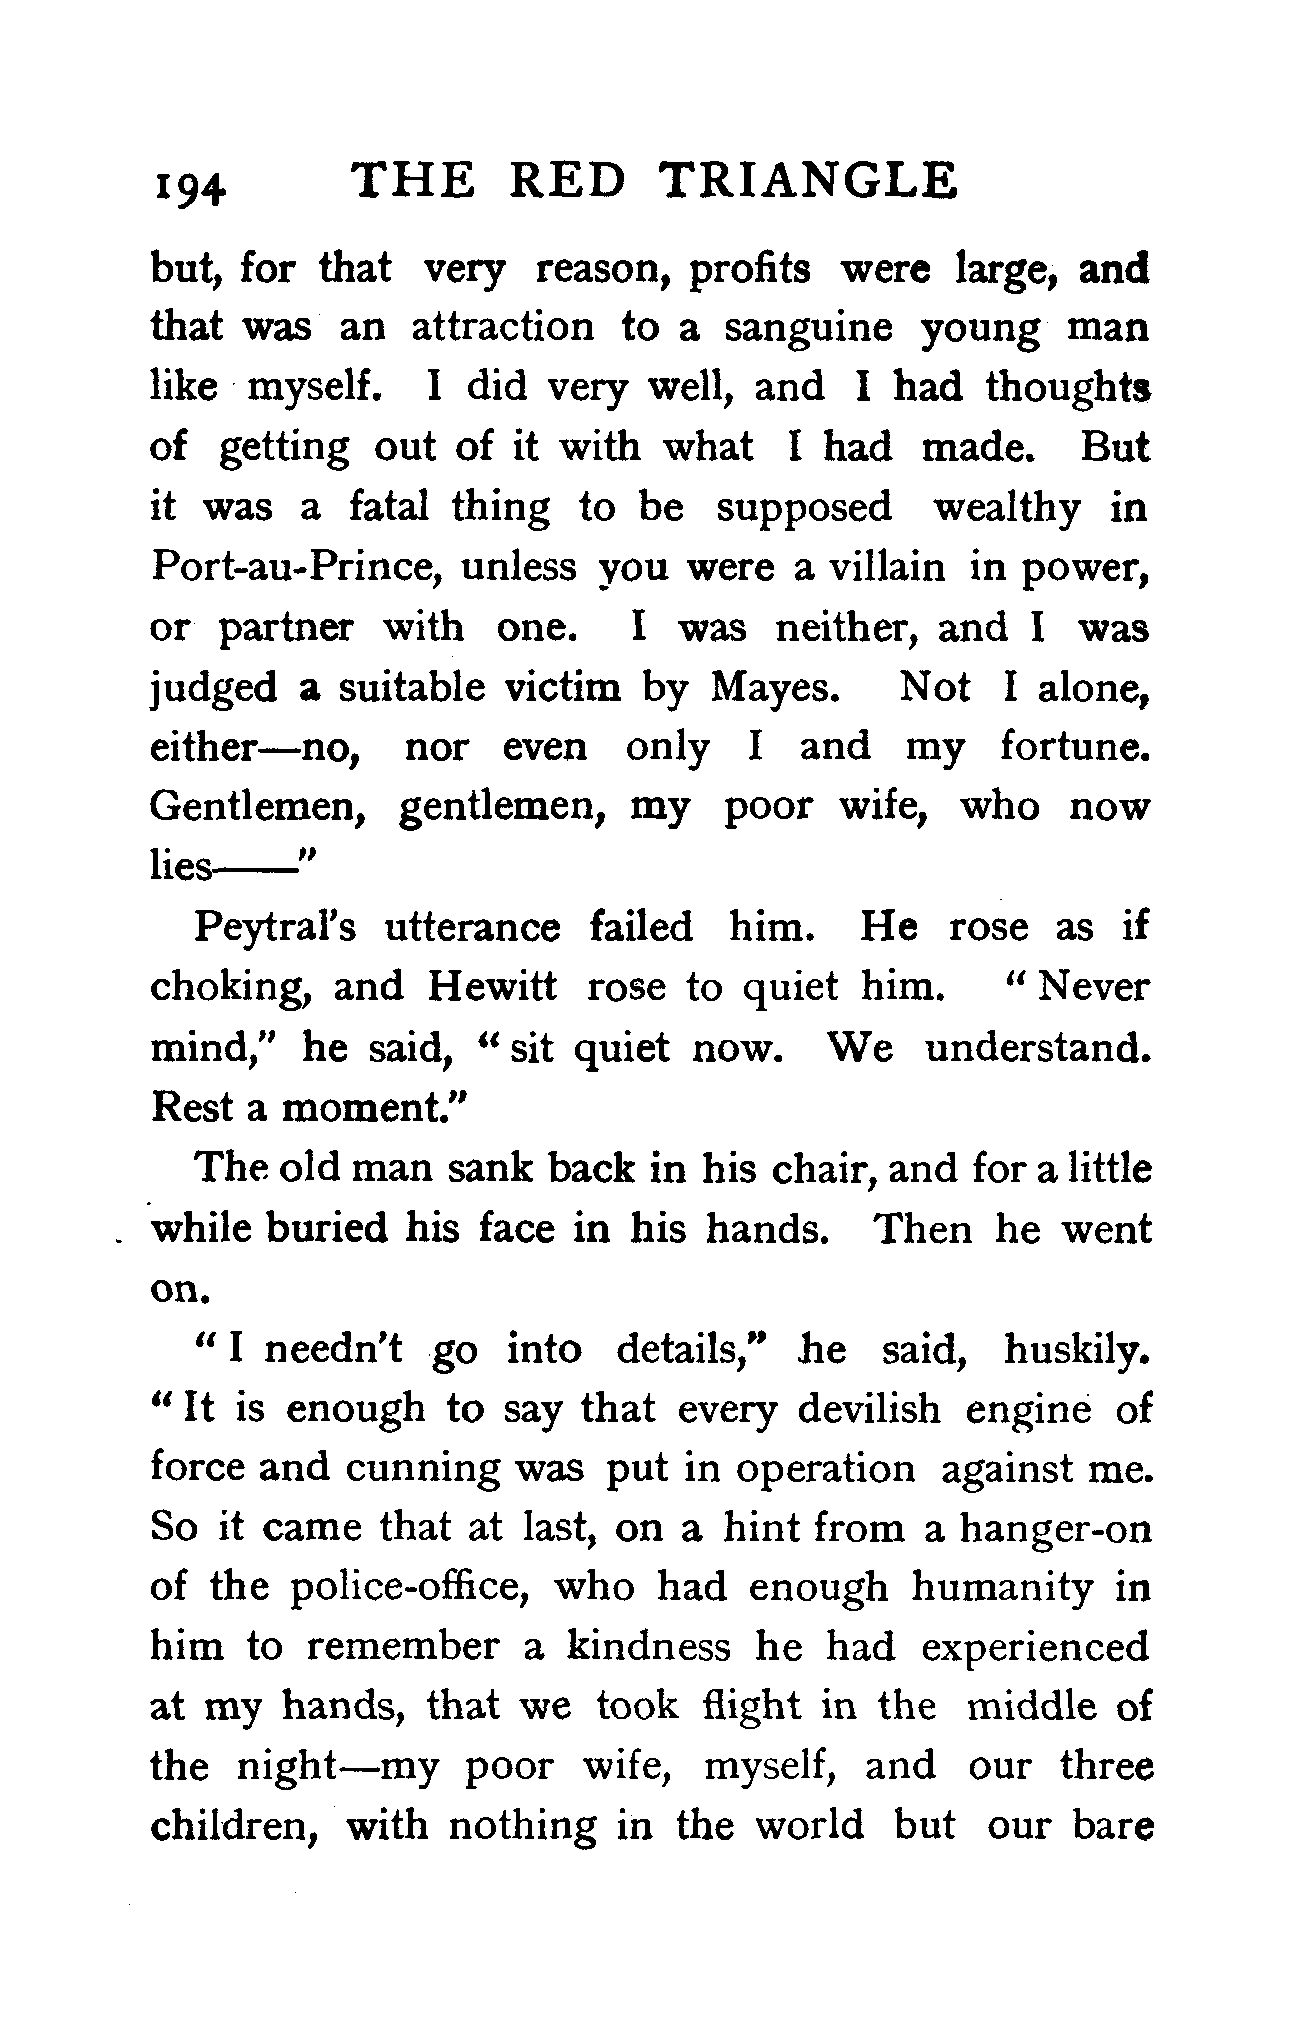 194 THE RED TRIANGLE
but, for that very reason, profits were large, and
that was an attraction to a sanguine young man
like myself. I did very well, and I had thoughts
of getting out of it with what I had made. But
it was a fatal thing to be supposed wealthy in
Port-au-Prince, unless you were a villain in power,
or partner with one. I was neither, and I was
judged a suitable victim by Mayes. Not I alone,
either—no, nor even only I and my fortune.
Gentlemen, gentlemen, my poor wife, who now
lies——"
Peytral's utterance failed him. He rose as if
choking, and Hewitt rose to quiet him. "Never
mind," he said, "sit quiet now. We understand.
Rest a moment."
The old man sank back in his chair, and for a little
while buried his face in his hands. Then he went
on.
"I needn't go into details," he said, huskily.
"It is enough to say that every devilish engine of
force and cunning was put in operation against me.
So it came that at last, on a hint from a hanger-on
of the police-office, who had enough humanity in
him to remember a kindness he had experienced
at my hands, that we took flight in the middle of
the night—my poor wife, myself, and our three
children, with nothing in the world but our bare